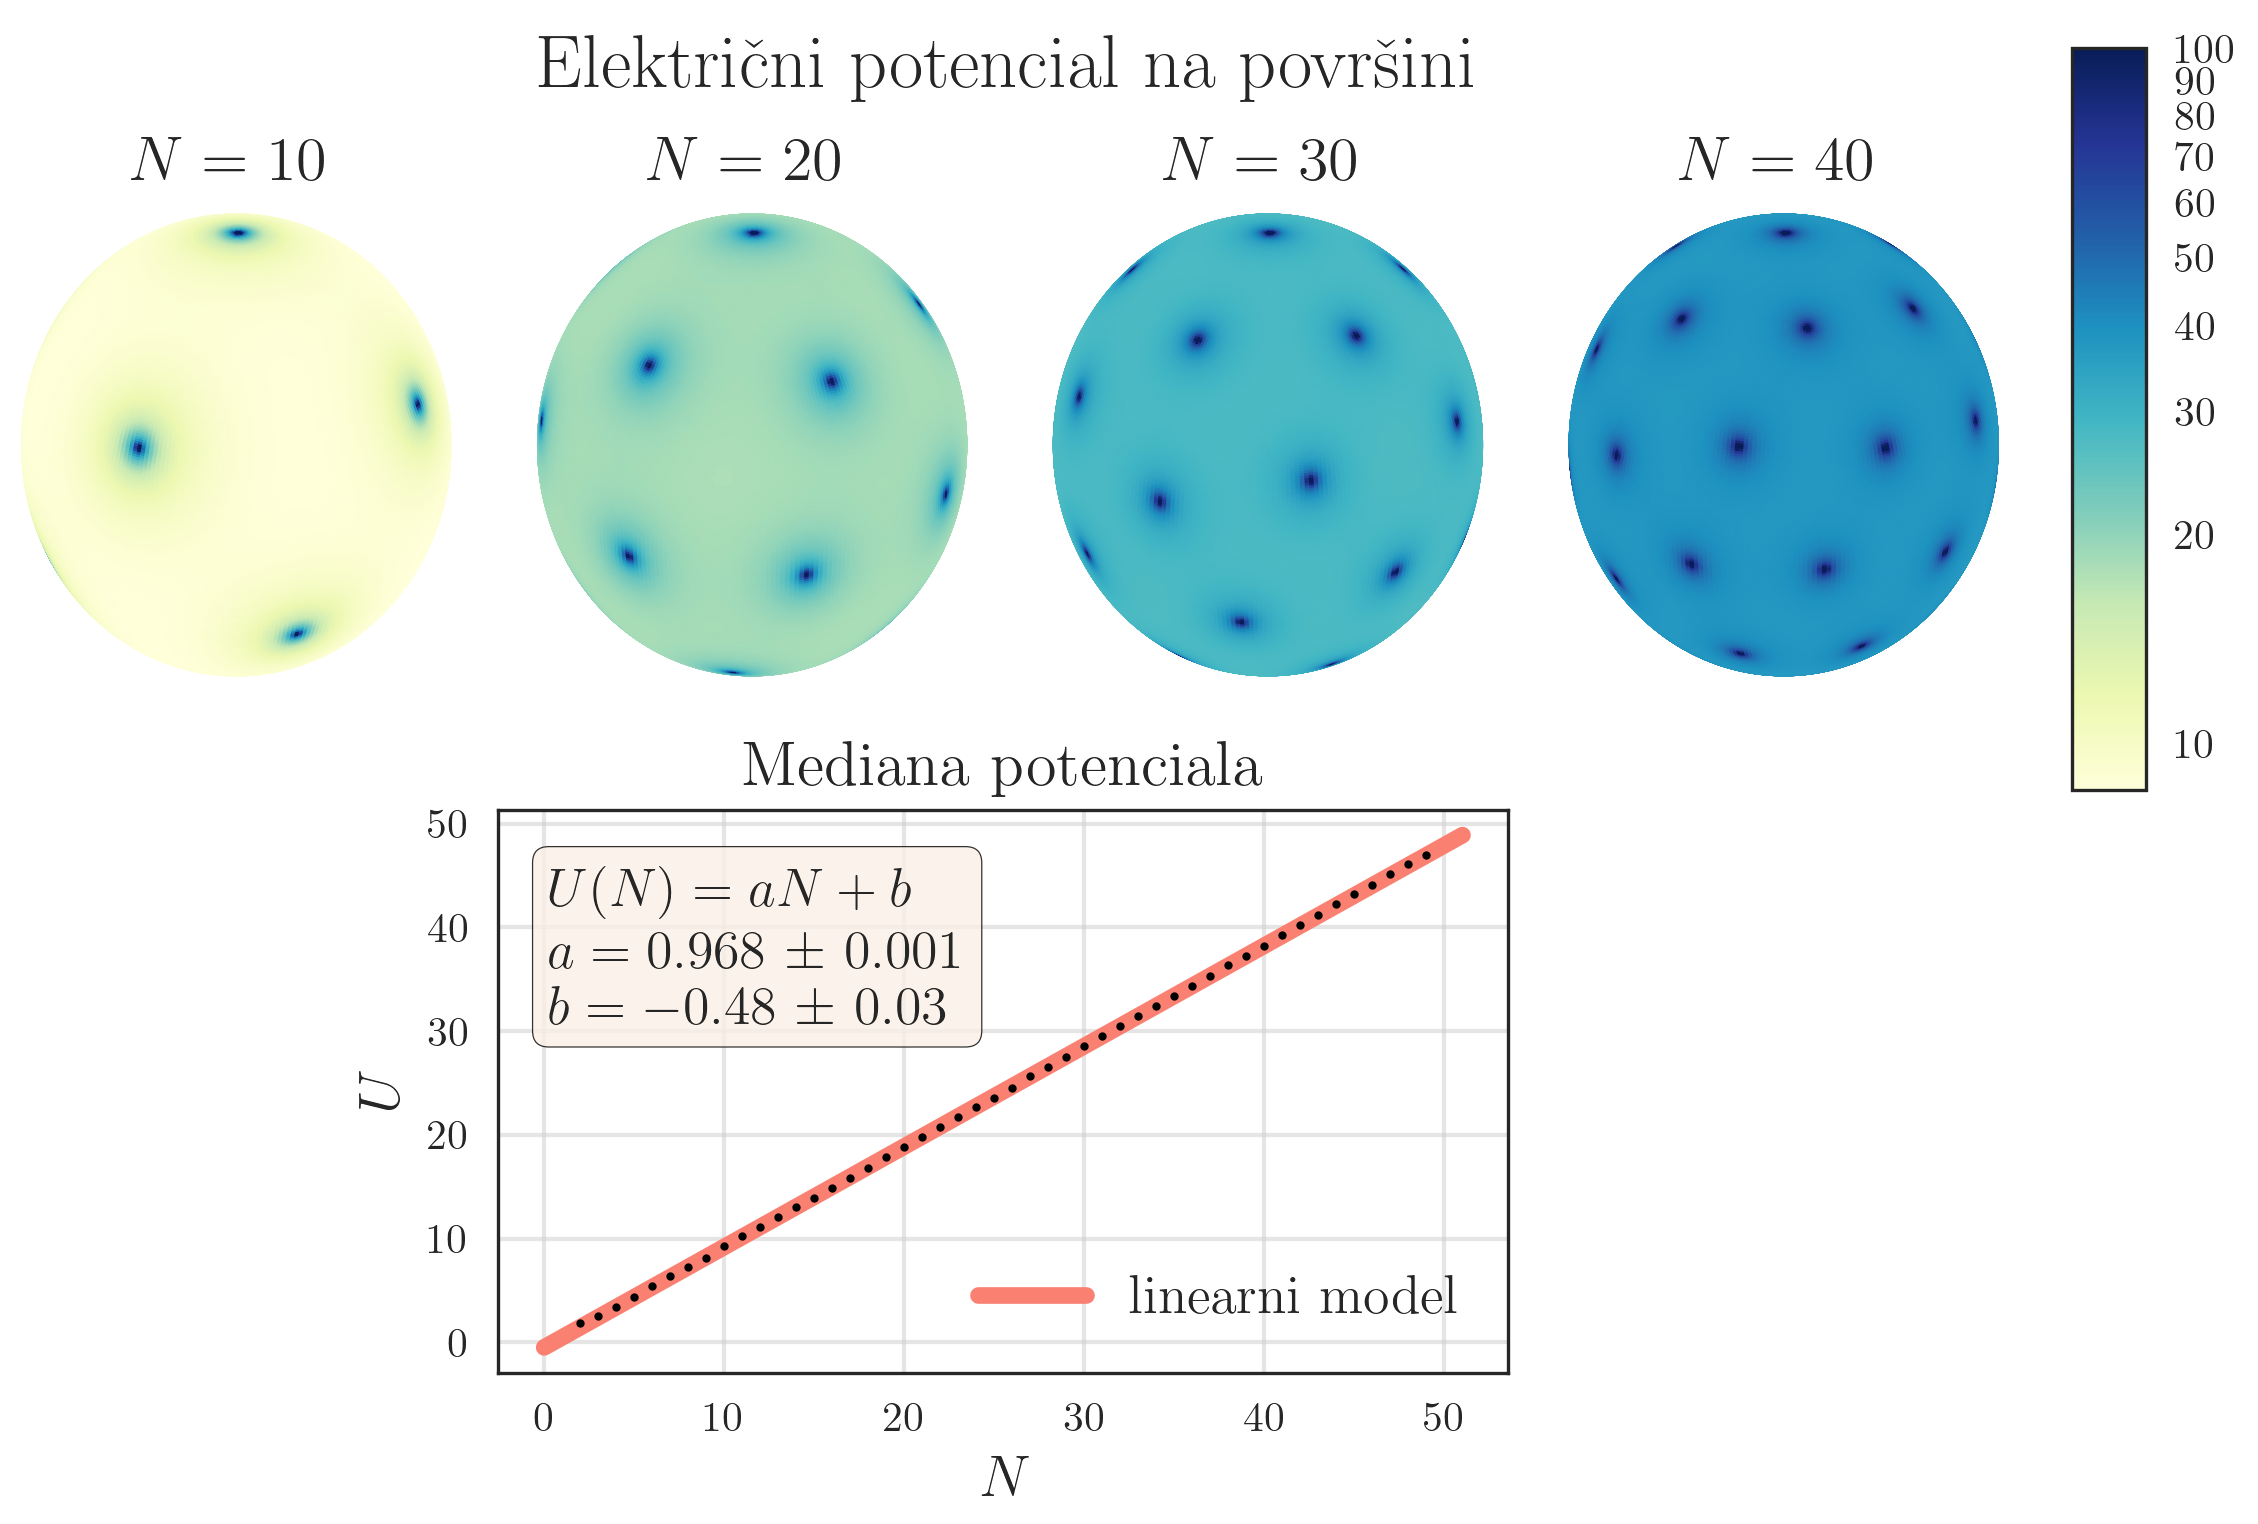 Električni potencial na površini
N = 10
N = 20
N = 30
N = 40
100
90
80
70
60
50
40
30
20
10
Mediana potenciala
50
40
30
20
10
0
U
U(N) = aN + b
a = 0.968 ± 0.001
b = −0.48 ± 0.03
linearni model
0
10
20
30
40
50
N